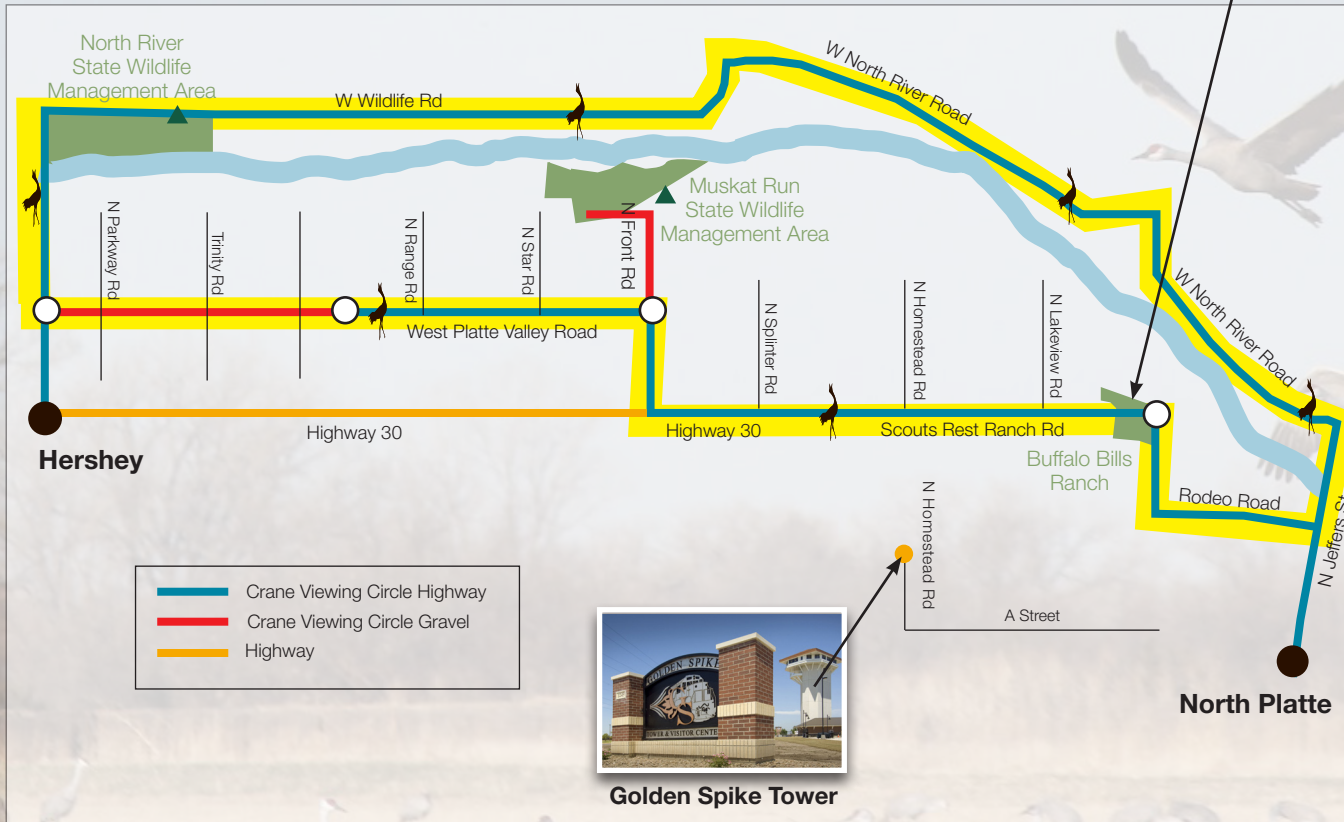 North River
State Wildlife
Management Area
W Wildlife Rd
W North River Road
N Parkway Rd
Trinity Rd
N Range Rd
N Star Rd
N Front Rd
Muskat Run
State Wildlife
Management Area
West Platte Valley Road
N Splinter Rd
N Homestead Rd
N Lakeview Rd
W North River Road
Highway 30
Highway 30
Scouts Rest Ranch Rd
Hershey
Buffalo Bills
Ranch
Rodeo Road
N Jeffers St
N Homestead Rd
A Street
Crane Viewing Circle Highway
Crane Viewing Circle Gravel
Highway
GOLDEN SPIKE
TOWER & VISITOR CENTER
Golden Spike Tower
North Platte